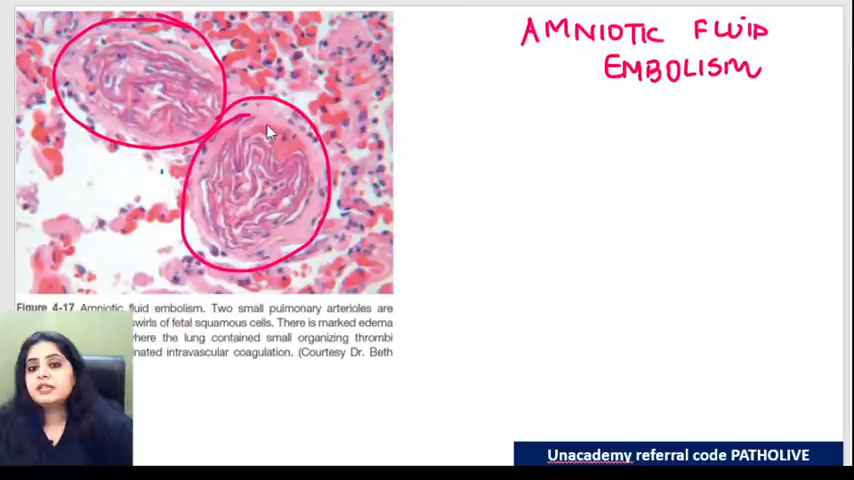 AMNIOTIC FLUID
EMBOLISM
Figure 4-17 Amniotic fluid embolism. Two small pulmonary arterioles are
swirls of fetal squamous cells. There is marked edema
where the lung contained small organizing thrombi
inated intravascular coagulation. (Courtesy Dr. Beth
Unacademy referral code PATHOLIVE